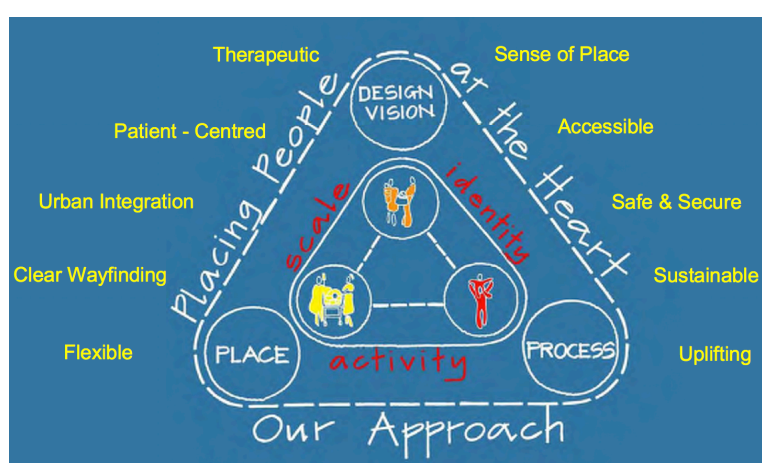 Therapeutic
Sense of Place
Patient - Centred
Accessible
Urban Integration
Safe & Secure
Clear Wayfinding
Sustainable
Flexible
Uplifting
Placing People
at the Heart
DESIGN
VISION
scale
identity
activity
PLACE
PROCESS
Our Approach